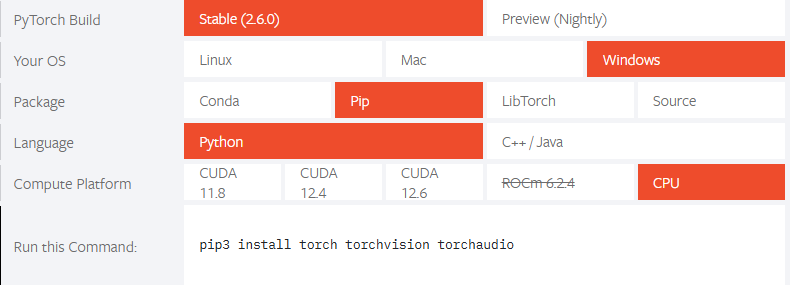 PyTorch Build Stable (2.6.0) Preview (Nightly)
Your OS Linux Mac Windows
Package Conda Pip LibTorch Source
Language Python C++ / Java
Compute Platform CUDA 11.8 CUDA 12.4 CUDA 12.6 ROCm 6.2.4 CPU
Run this Command: pip3 install torch torchvision torchaudio